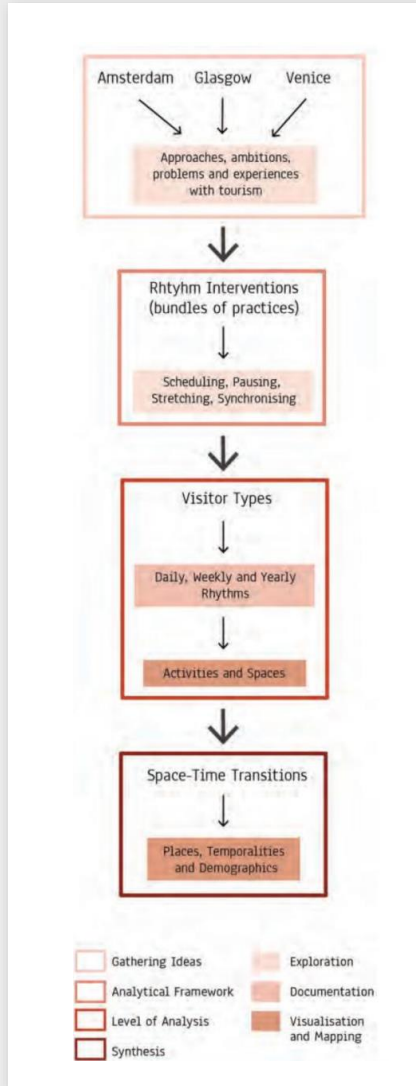 Amsterdam Glasgow Venice
Approaches, ambitions,
problems and experiences
with tourism
Rhtyhm Interventions
(bundles of practices)
Scheduling, Pausing,
Stretching, Synchronising
Visitor Types
Daily, Weekly and Yearly
Rhythms
Activities and Spaces
Space-Time Transitions
Places, Temporalities
and Demographics
Gathering Ideas
Analytical Framework
Level of Analysis
Synthesis
Exploration
Documentation
Visualisation
and Mapping